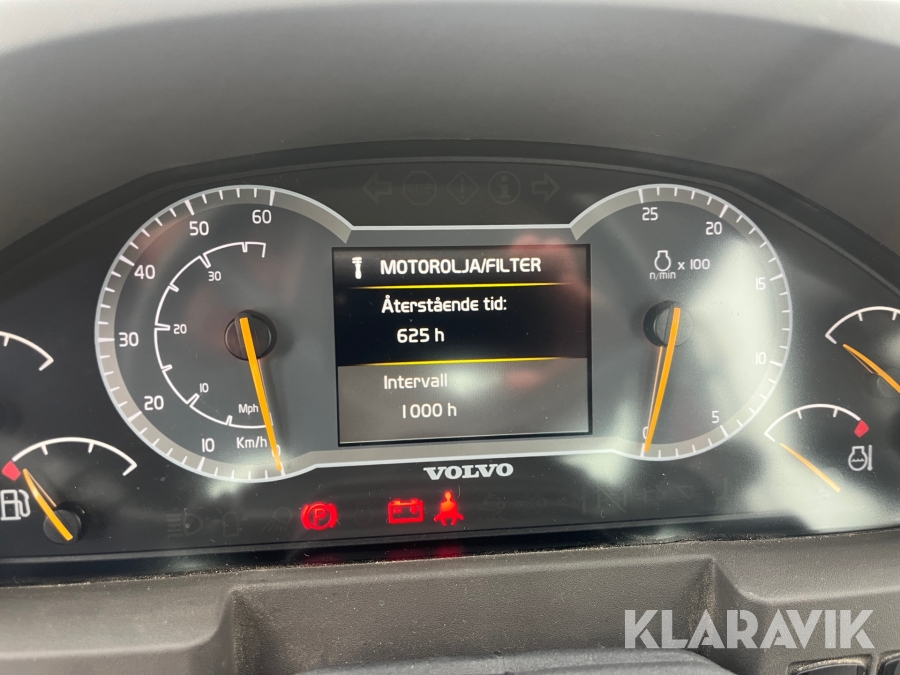 MOTOROLJA/FILTER
Återstående tid:
625 h
Intervall
1000 h
60
50
40
30
20
10
Km/h
30
20
10
Mph
25
20
15
10
5
0
n/min x 100
VOLVO
P
KLARAVIK